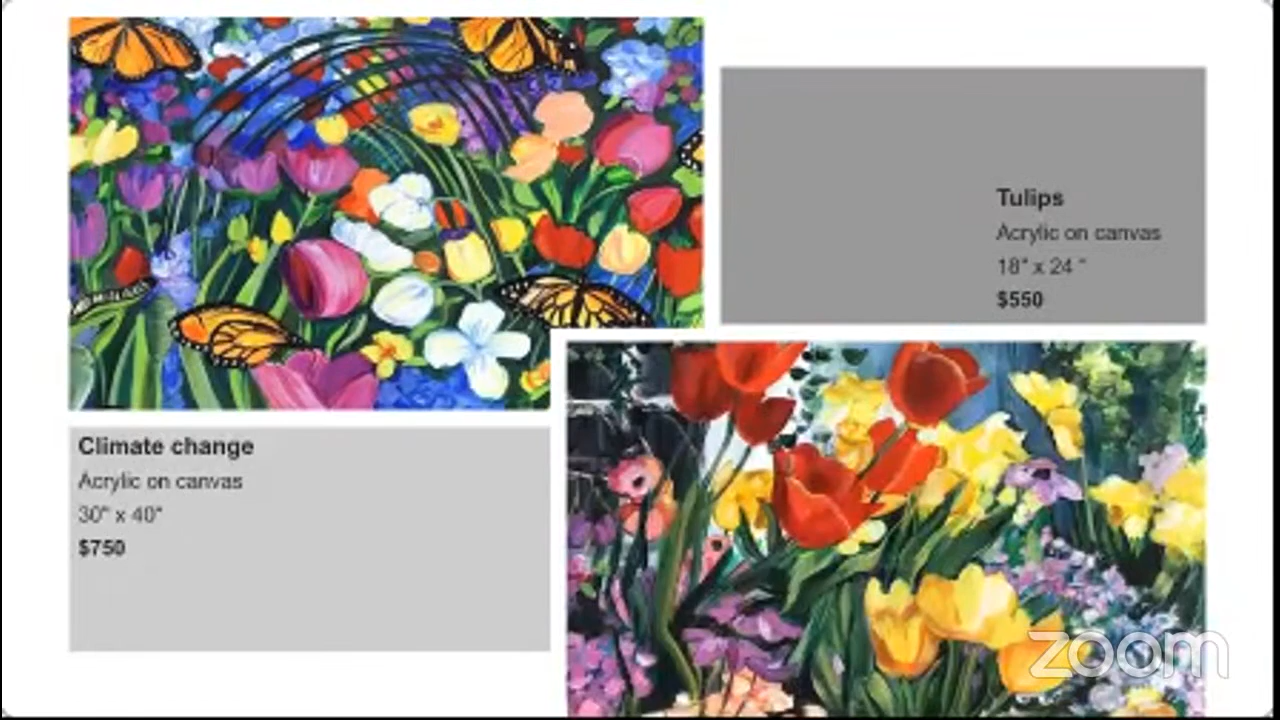 Tulips
Acrylic on canvas
18" x 24 "
$550
Climate change
Acrylic on canvas
30" x 40"
$750
zoom